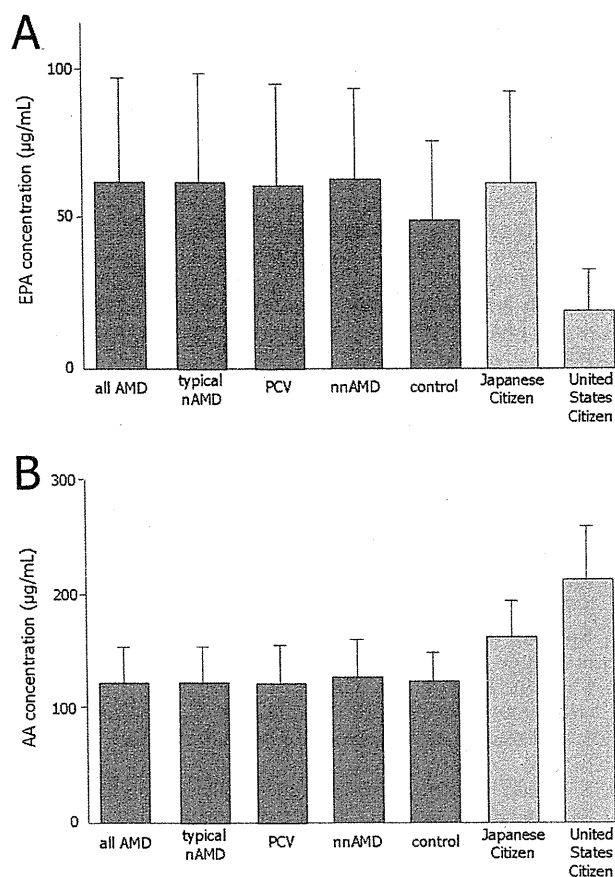 A
EPA concentration (µg/mL)
100
50
0
all AMD
typical
nAMD
PCV
nnAMD
control
Japanese
Citizen
United
States
Citizen
B
AA concentration (µg/mL)
300
200
100
0
all AMD
typical
nAMD
PCV
nnAMD
control
Japanese
Citizen
United
States
Citizen